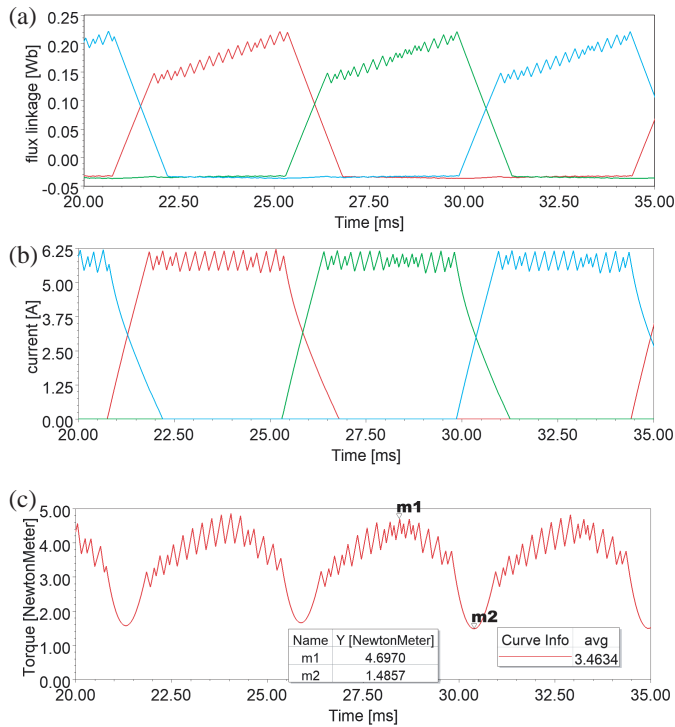 (a)
flux linkage [Wb]
0.25
0.20
0.15
0.10
0.05
0.00
-0.05
20.00 22.50 25.00 27.50 30.00 32.50 35.00
Time [ms]
(b)
current [A]
6.25
5.00
3.75
2.50
1.25
0.00
20.00 22.50 25.00 27.50 30.00 32.50 35.00
Time [ms]
(c)
Torque [NewtonMeter]
5.00
4.00
3.00
2.00
1.00
0.00
m1
m2
Name Y [NewtonMeter]
m1 4.6970
m2 1.4857
Curve Info avg
3.4634
20.00 22.50 25.00 27.50 30.00 32.50 35.00
Time [ms]